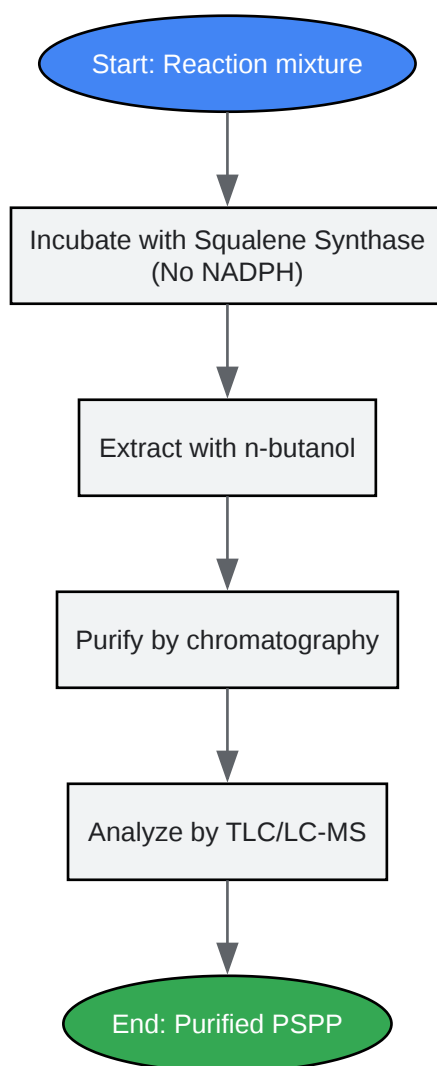 Start: Reaction mixture
Incubate with Squalene Synthase
(No NADPH)
Extract with n-butanol
Purify by chromatography
Analyze by TLC/LC-MS
End: Purified PSPP